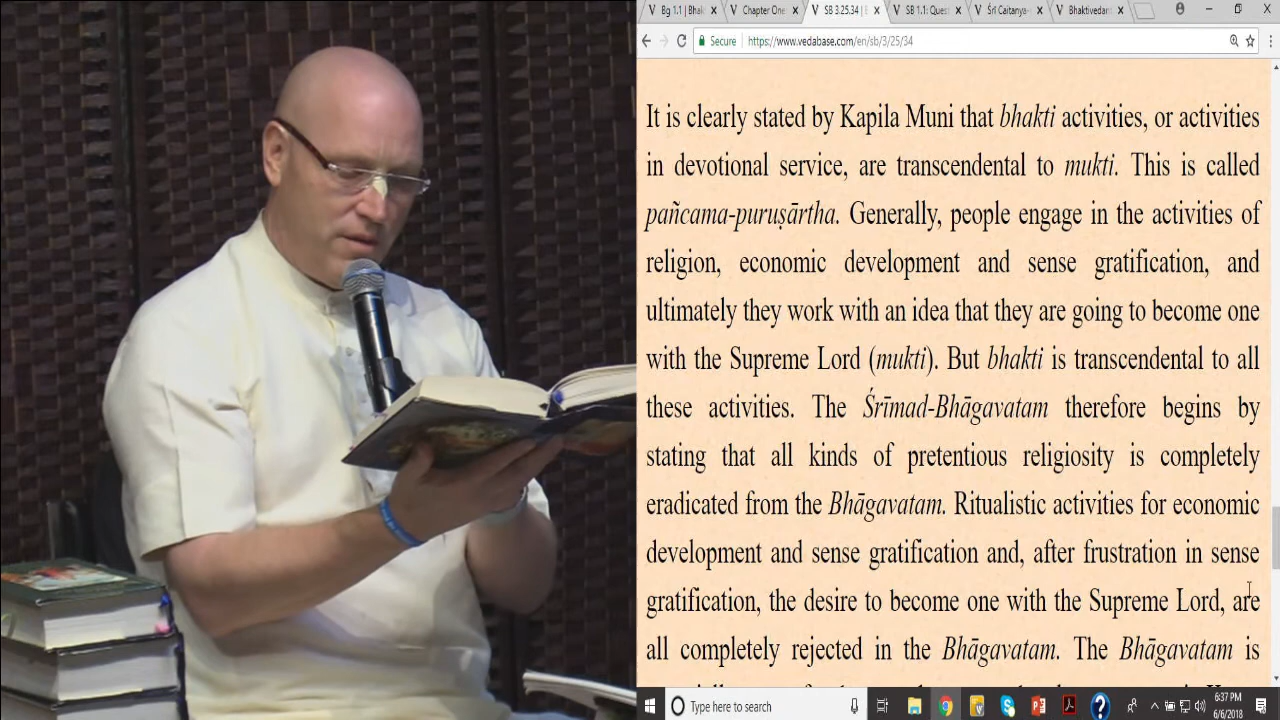 Bg 1.1 | Bhak
Chapter One
SB 3.25.34 |
SB 1.1: Ques
Śrī Caitanya-
Bhaktivedant
Secure https://www.vedabase.com/en/sb/3/25/34
It is clearly stated by Kapila Muni that bhakti activities, or activities
in devotional service, are transcendental to mukti. This is called
pañcama-puruṣārtha. Generally, people engage in the activities of
religion, economic development and sense gratification, and
ultimately they work with an idea that they are going to become one
with the Supreme Lord (mukti). But bhakti is transcendental to all
these activities. The Śrīmad-Bhāgavatam therefore begins by
stating that all kinds of pretentious religiosity is completely
eradicated from the Bhāgavatam. Ritualistic activities for economic
development and sense gratification and, after frustration in sense
gratification, the desire to become one with the Supreme Lord, are
all completely rejected in the Bhāgavatam. The Bhāgavatam is
Type here to search
6:37 PM
6/6/2018